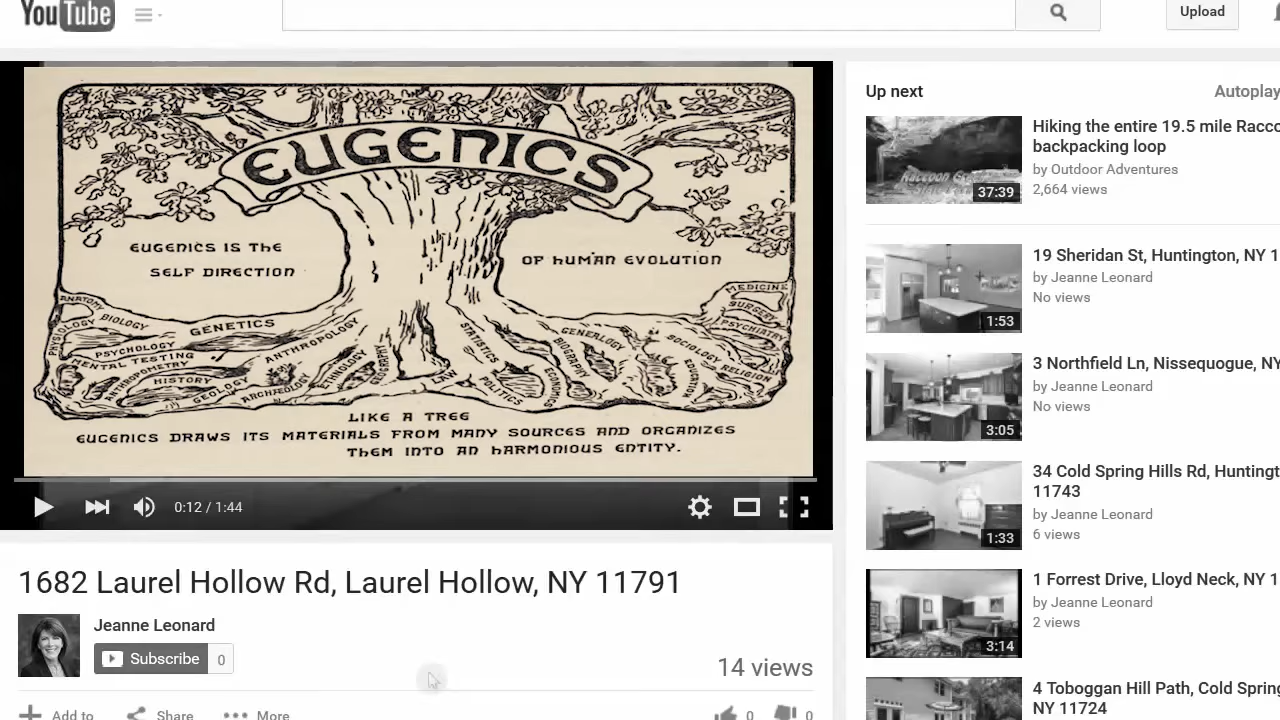 YouTube
Upload
EUGENICS
EUGENICS IS THE
SELF DIRECTION
OF HUMAN EVOLUTION
ANATOMY
PHYSIOLOGY
BIOLOGY
GENETICS
PSYCHOLOGY
MENTAL TESTING
ANTHROPOMETRY
HISTORY
GEOLOGY
ARCHAEOLOGY
ANTHROPOLOGY
ETHNOLOGY
GEOGRAPHY
LAW
STATISTICS
POLITICS
ECONOMICS
BIOGRAPHY
GENEALOGY
EDUCATION
SOCIOLOGY
RELIGION
PSYCHIATRY
SURGERY
MEDICINE
LIKE A TREE
EUGENICS DRAWS ITS MATERIALS FROM MANY SOURCES AND ORGANIZES
THEM INTO AN HARMONIOUS ENTITY.
0:12 / 1:44
1682 Laurel Hollow Rd, Laurel Hollow, NY 11791
Jeanne Leonard
Subscribe 0
14 views
Add to Share More 0 0
Up next Autoplay
Hiking the entire 19.5 mile Racco
backpacking loop
by Outdoor Adventures
2,664 views
37:39
19 Sheridan St, Huntington, NY 1
by Jeanne Leonard
No views
1:53
3 Northfield Ln, Nissequogue, NY
by Jeanne Leonard
No views
3:05
34 Cold Spring Hills Rd, Huntingt
11743
by Jeanne Leonard
6 views
1:33
1 Forrest Drive, Lloyd Neck, NY 1
by Jeanne Leonard
2 views
3:14
4 Toboggan Hill Path, Cold Spring
NY 11724